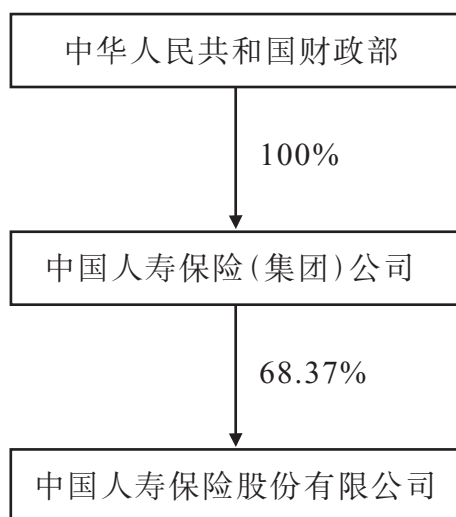 中华人民共和国财政部
100%
中国人寿保险(集团)公司
68.37%
中国人寿保险股份有限公司